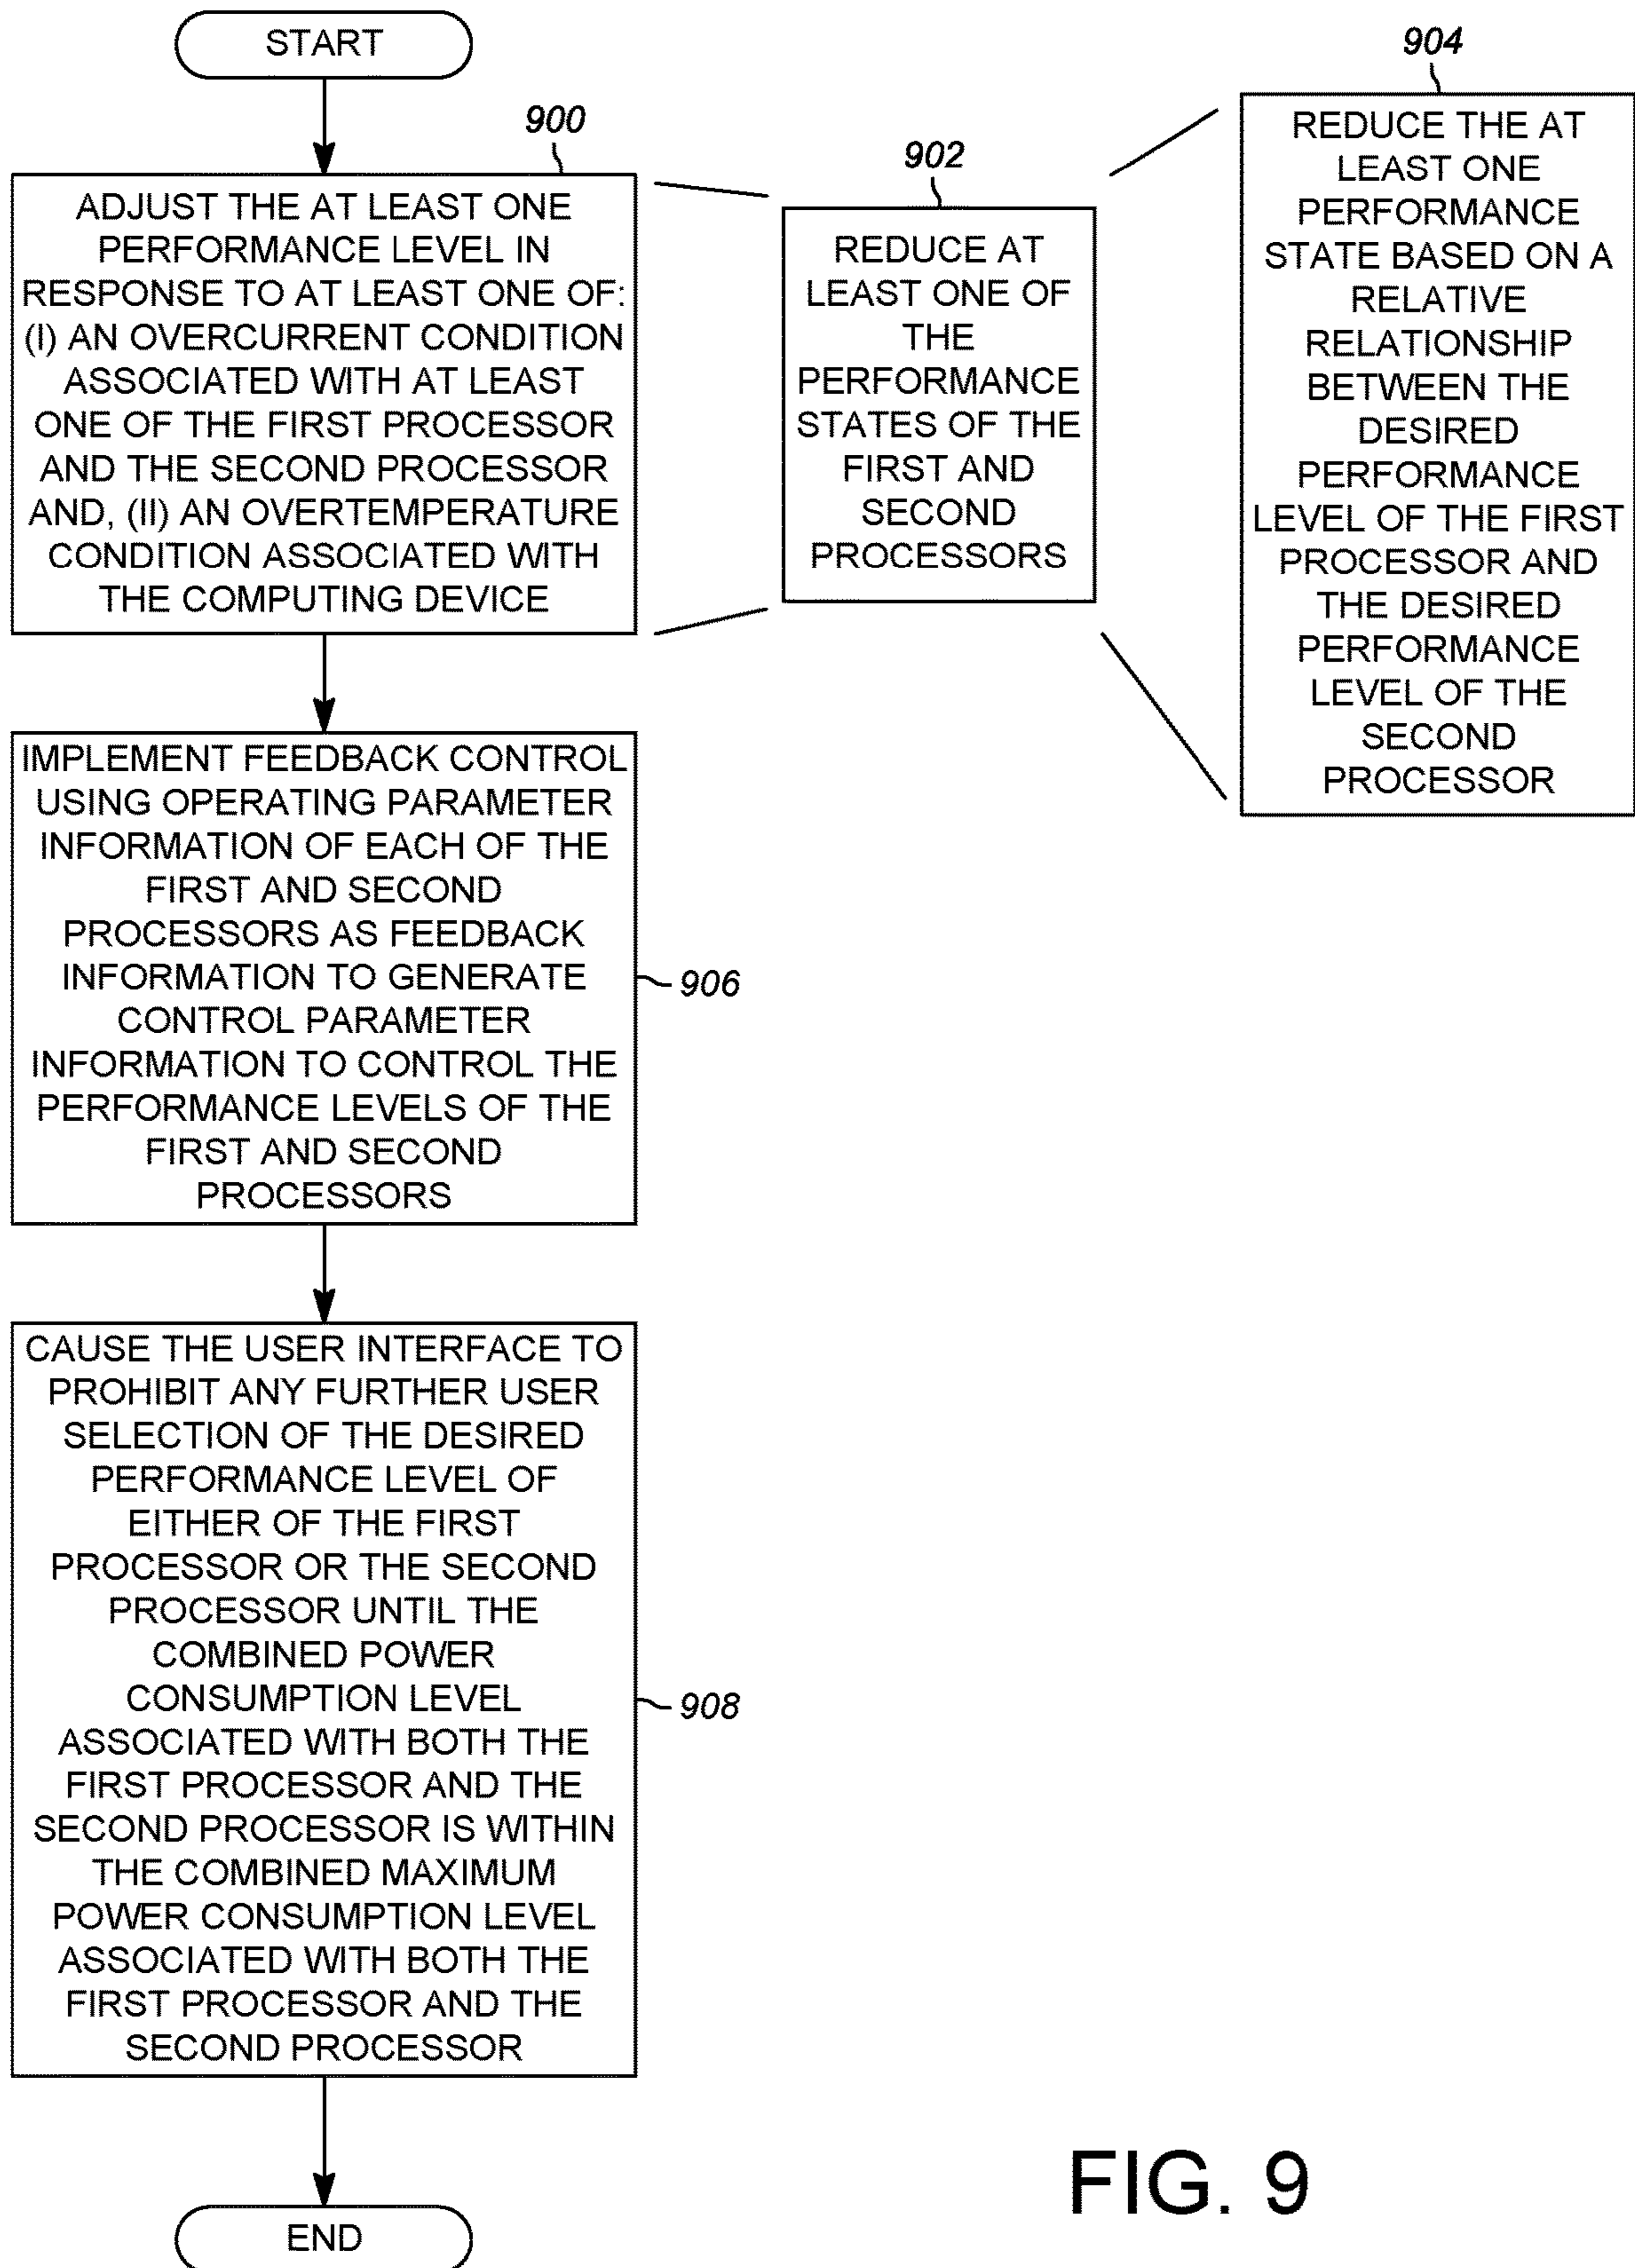 START
900
ADJUST THE AT LEAST ONE
PERFORMANCE LEVEL IN
RESPONSE TO AT LEAST ONE OF:
(I) AN OVERCURRENT CONDITION
ASSOCIATED WITH AT LEAST
ONE OF THE FIRST PROCESSOR
AND THE SECOND PROCESSOR
AND, (II) AN OVERTEMPERATURE
CONDITION ASSOCIATED WITH
THE COMPUTING DEVICE
902
REDUCE AT
LEAST ONE OF
THE
PERFORMANCE
STATES OF THE
FIRST AND
SECOND
PROCESSORS
904
REDUCE THE AT
LEAST ONE
PERFORMANCE
STATE BASED ON A
RELATIVE
RELATIONSHIP
BETWEEN THE
DESIRED
PERFORMANCE
LEVEL OF THE FIRST
PROCESSOR AND
THE DESIRED
PERFORMANCE
LEVEL OF THE
SECOND
PROCESSOR
IMPLEMENT FEEDBACK CONTROL
USING OPERATING PARAMETER
INFORMATION OF EACH OF THE
FIRST AND SECOND
PROCESSORS AS FEEDBACK
INFORMATION TO GENERATE
CONTROL PARAMETER
INFORMATION TO CONTROL THE
PERFORMANCE LEVELS OF THE
FIRST AND SECOND
PROCESSORS
906
CAUSE THE USER INTERFACE TO
PROHIBIT ANY FURTHER USER
SELECTION OF THE DESIRED
PERFORMANCE LEVEL OF
EITHER OF THE FIRST
PROCESSOR OR THE SECOND
PROCESSOR UNTIL THE
COMBINED POWER
CONSUMPTION LEVEL
ASSOCIATED WITH BOTH THE
FIRST PROCESSOR AND THE
SECOND PROCESSOR IS WITHIN
THE COMBINED MAXIMUM
POWER CONSUMPTION LEVEL
ASSOCIATED WITH BOTH THE
FIRST PROCESSOR AND THE
SECOND PROCESSOR
908
END
FIG. 9